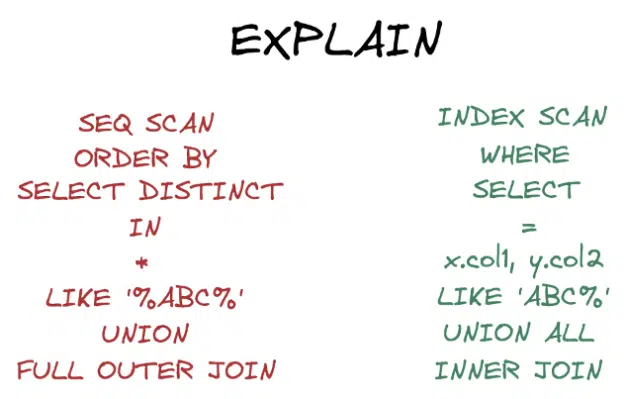 EXPLAIN
SEQ SCAN
ORDER BY
SELECT DISTINCT
IN
*
LIKE '%ABC%'
UNION
FULL OUTER JOIN
INDEX SCAN
WHERE
SELECT
=
x.col1, y.col2
LIKE 'ABC%'
UNION ALL
INNER JOIN